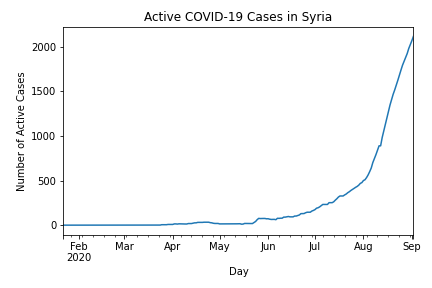 Active COVID-19 Cases in Syria
Number of Active Cases
2000
1500
1000
500
0
Feb Mar Apr May Jun Jul Aug Sep
2020
Day